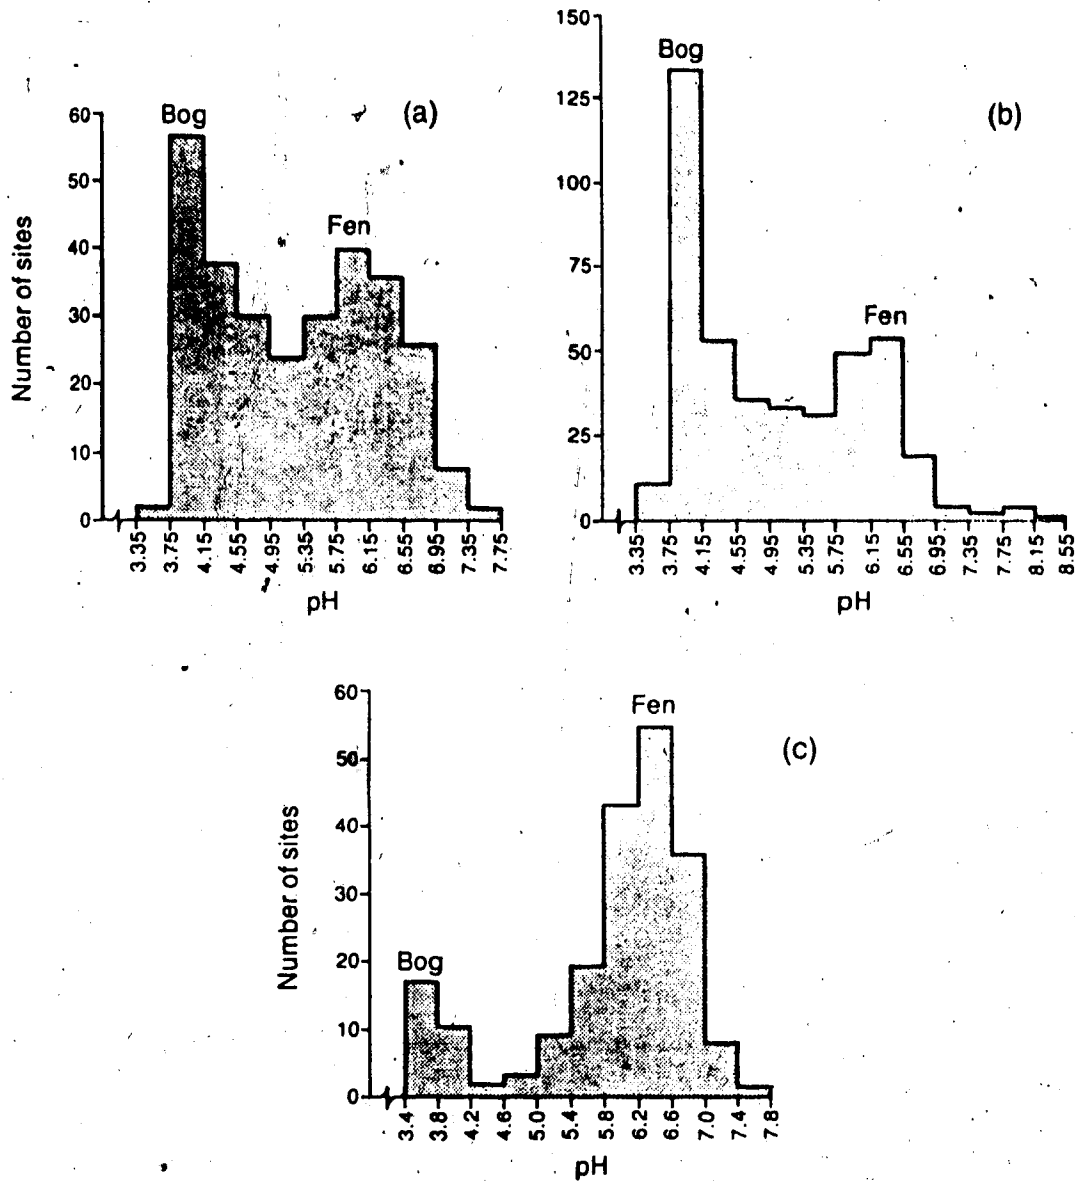 (a)
Bog
Fen
Number of sites
60
50
40
30
20
10
0
3.35 3.75 4.15 4.55 4.95 5.35 5.75 6.15 6.55 6.95 7.35 7.75
pH
(b)
Bog
Fen
150
125
100
75
50
25
0
3.35 3.75 4.15 4.55 4.95 5.35 5.75 6.15 6.55 6.95 7.35 7.75 8.15 8.55
pH
(c)
Bog
Fen
Number of sites
60
50
40
30
20
10
0
3.4 3.8 4.2 4.6 5.0 5.4 5.8 6.2 6.6 7.0 7.4 7.8
pH